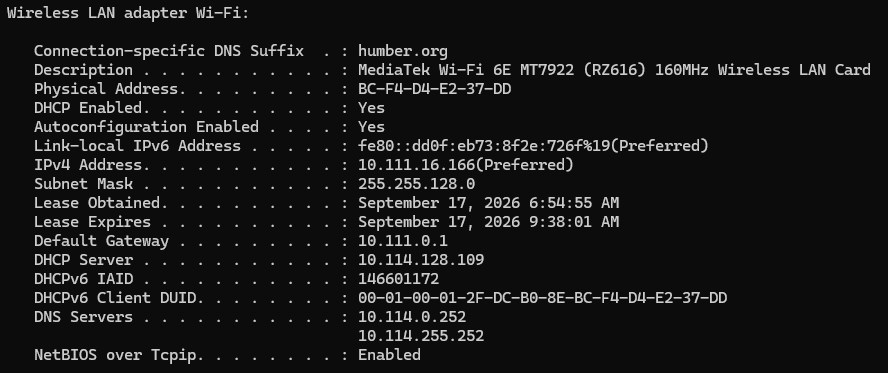 Wireless LAN adapter Wi-Fi:
Connection-specific DNS Suffix  . : humber.org
Description . . . . . . . . . . . : MediaTek Wi-Fi 6E MT7922 (RZ616) 160MHz Wireless LAN Card
Physical Address. . . . . . . . . : BC-F4-D4-E2-37-DD
DHCP Enabled. . . . . . . . . . . : Yes
Autoconfiguration Enabled . . . . : Yes
Link-local IPv6 Address . . . . . : fe80::dd0f:eb73:8f2e:726f%19(Preferred)
IPv4 Address. . . . . . . . . . . : 10.111.16.166(Preferred)
Subnet Mask . . . . . . . . . . . : 255.255.128.0
Lease Obtained. . . . . . . . . . : September 17, 2026 6:54:55 AM
Lease Expires . . . . . . . . . . : September 17, 2026 9:38:01 AM
Default Gateway . . . . . . . . . : 10.111.0.1
DHCP Server . . . . . . . . . . . : 10.114.128.109
DHCPv6 IAID . . . . . . . . . . . : 146601172
DHCPv6 Client DUID. . . . . . . . : 00-01-00-01-2F-DC-B0-8E-BC-F4-D4-E2-37-DD
DNS Servers . . . . . . . . . . . : 10.114.0.252
10.114.255.252
NetBIOS over Tcpip. . . . . . . . : Enabled